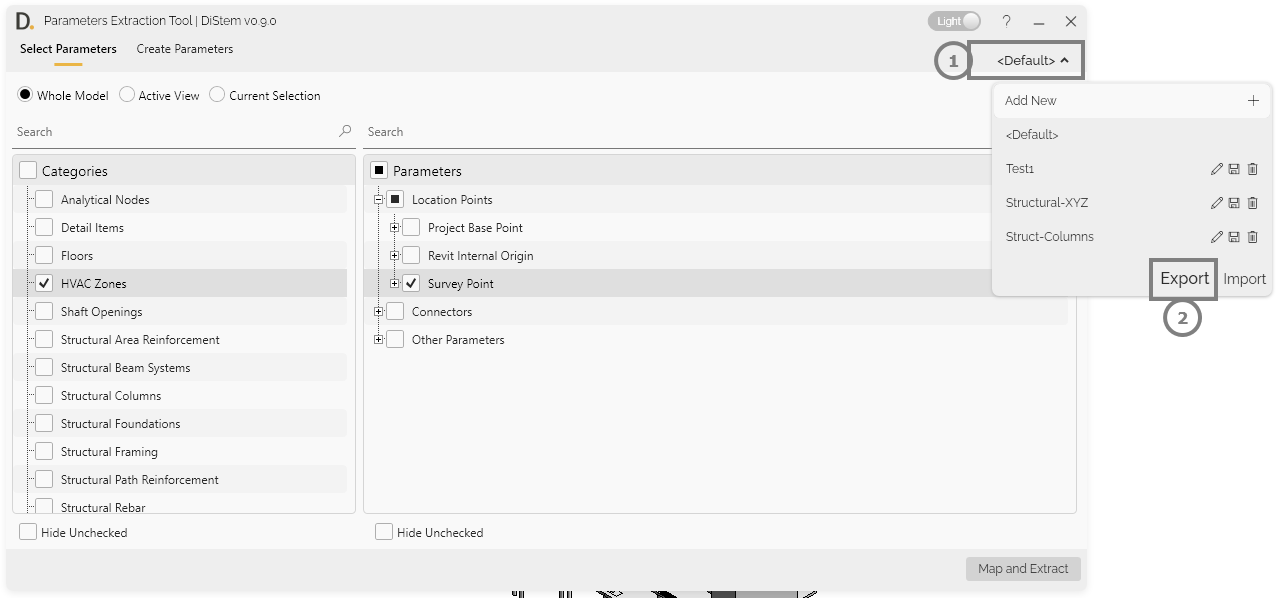 D. Parameters Extraction Tool | DiStem v0.9.0 Light ?
Select Parameters Create Parameters
1 <Default>
Whole Model Active View Current Selection
Search Search
Categories
Analytical Nodes
Detail Items
Floors
HVAC Zones
Shaft Openings
Structural Area Reinforcement
Structural Beam Systems
Structural Columns
Structural Foundations
Structural Framing
Structural Path Reinforcement
Structural Rebar
Hide Unchecked
Parameters
Location Points
Project Base Point
Revit Internal Origin
Survey Point
Connectors
Other Parameters
Hide Unchecked
Add New
<Default>
Test1
Structural-XYZ
Struct-Columns
Export Import
2
Map and Extract